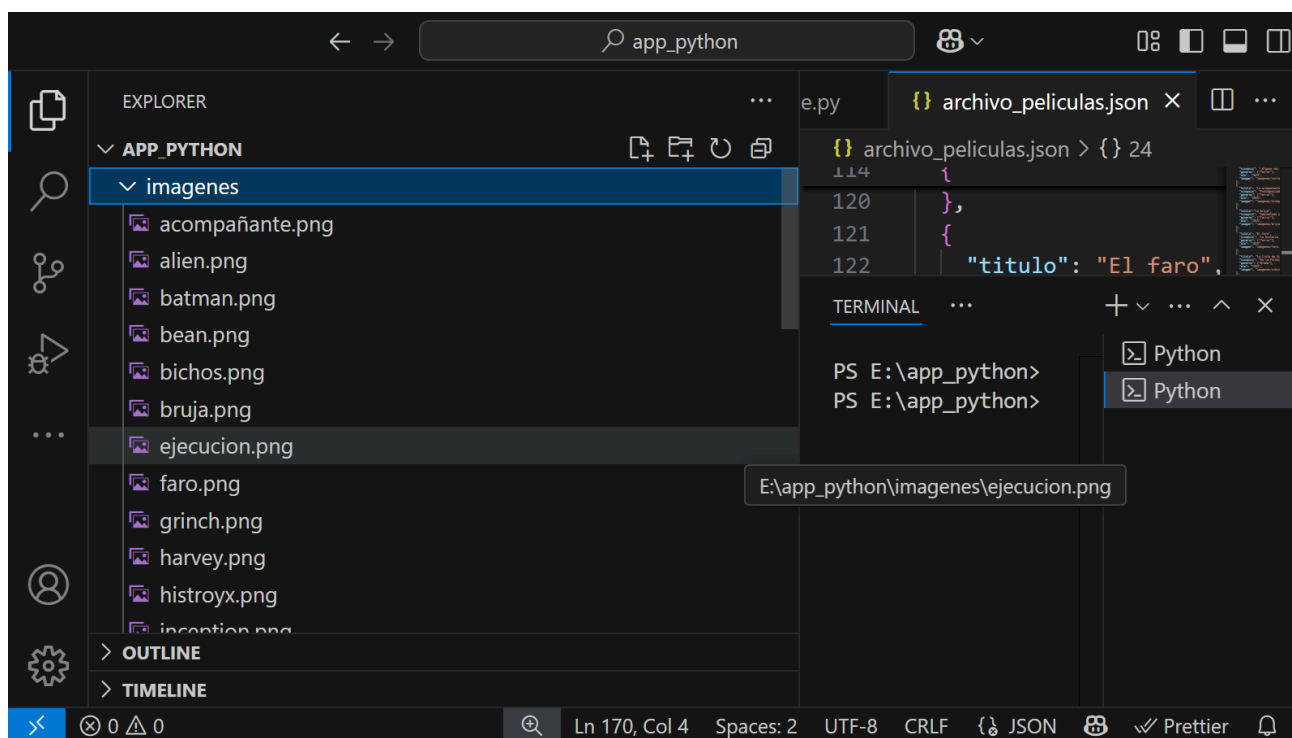 app_python
EXPLORER
APP_PYTHON
imagenes
acompañante.png
alien.png
batman.png
bean.png
bichos.png
bruja.png
ejecucion.png
faro.png
grinch.png
harvey.png
histroyx.png
inception.png
OUTLINE
TIMELINE
e.py
{} archivo_peliculas.json
{} archivo_peliculas.json > {} 24
114 {
120 },
121 {
122 "titulo": "El faro",
TERMINAL
PS E:\app_python>
PS E:\app_python>
Python
Python
E:\app_python\imagenes\ejecucion.png
0 0 Ln 170, Col 4 Spaces: 2 UTF-8 CRLF {} JSON Prettier